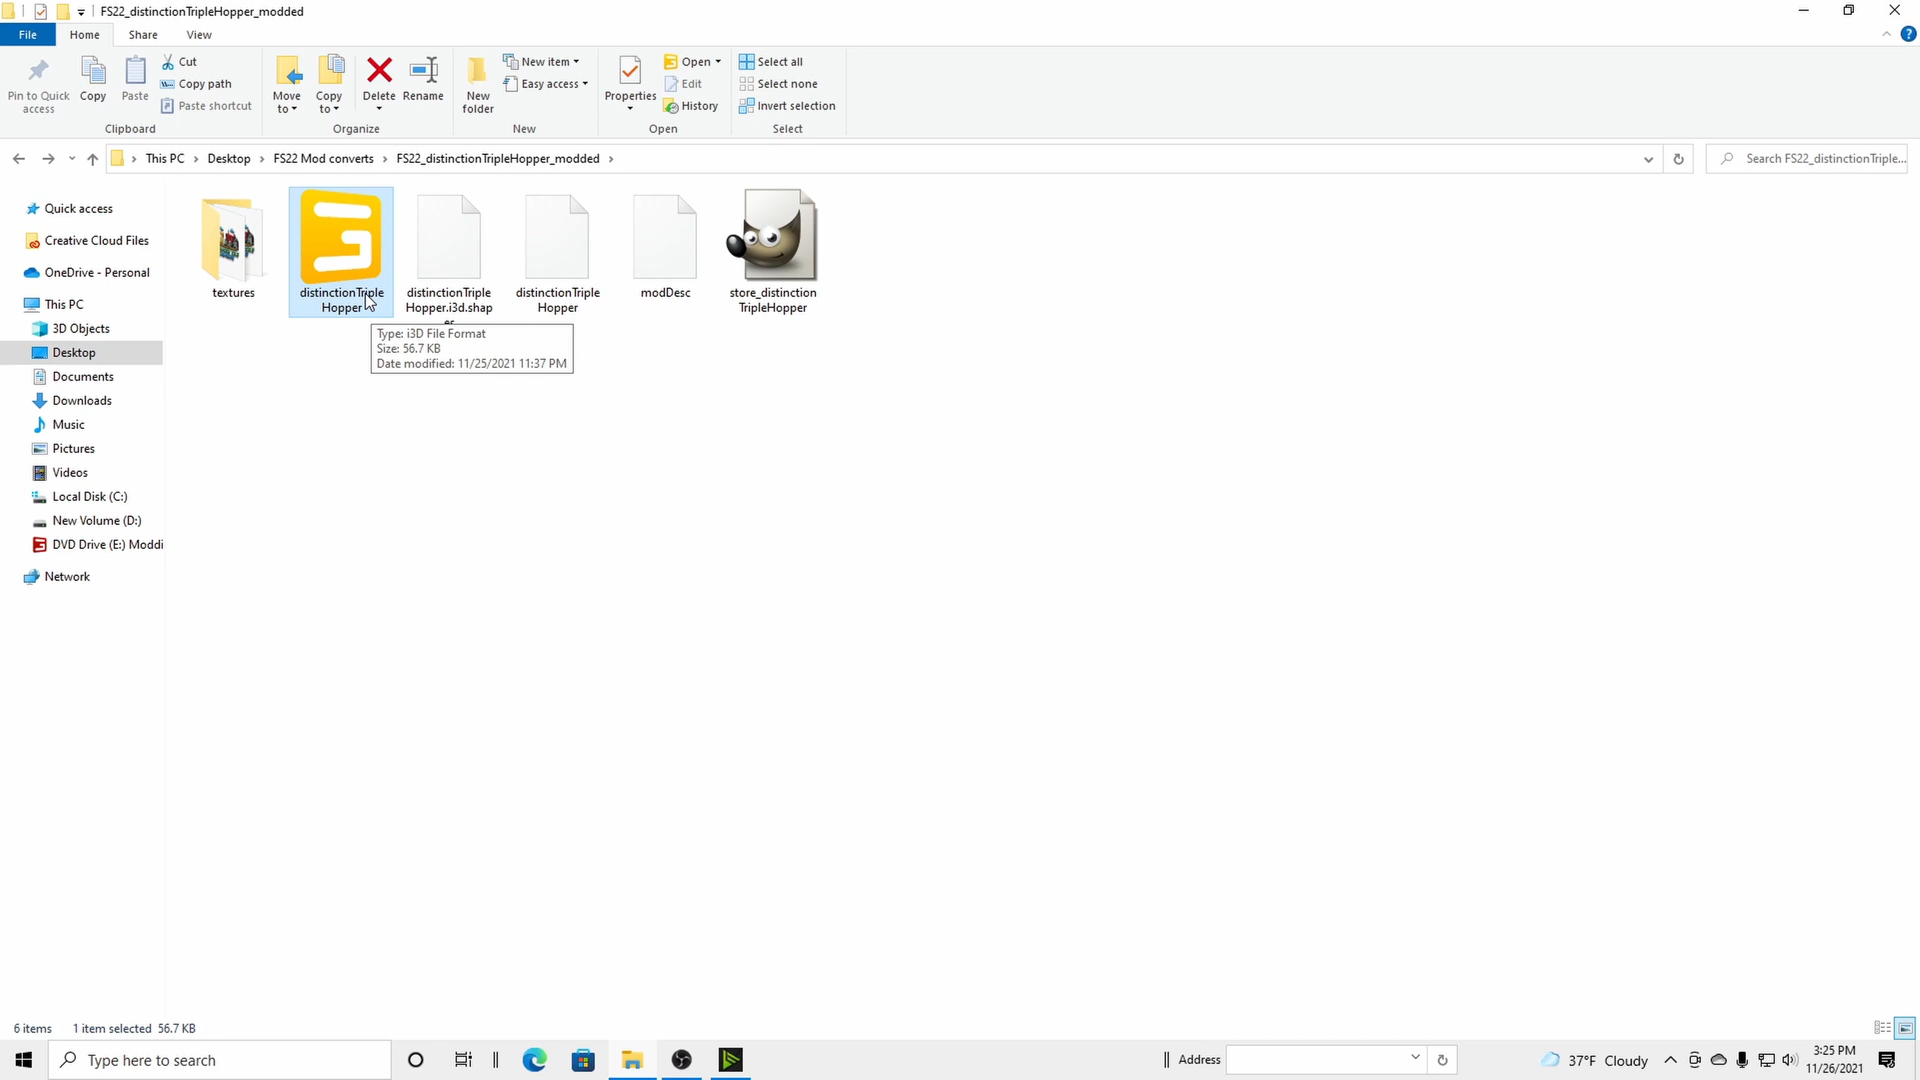 FS22_distinctionTripleHopper_modded
File
Home
Share
View
Pin to Quick
access
Copy
Paste
Cut
Copy path
Paste shortcut
Clipboard
Move
to
Copy
to
Delete
Rename
Organize
New
folder
New item
Easy access
New
Properties
Open
Edit
History
Open
Select all
Select none
Invert selection
Select
This PC
Desktop
FS22 Mod converts
FS22_distinctionTripleHopper_modded
Search FS22_distinctionTriple...
Quick access
Creative Cloud Files
OneDrive - Personal
This PC
3D Objects
Desktop
Documents
Downloads
Music
Pictures
Videos
Local Disk (C:)
New Volume (D:)
DVD Drive (E:) Moddi
Network
textures
distinctionTriple
Hopper
distinctionTriple
Hopper.i3d.shap
distinctionTriple
Hopper
modDesc
store_distinction
TripleHopper
Type: i3D File Format
Size: 56.7 KB
Date modified: 11/25/2021 11:37 PM
6 items
1 item selected 56.7 KB
Type here to search
Address
37°F Cloudy
3:25 PM
11/26/2021